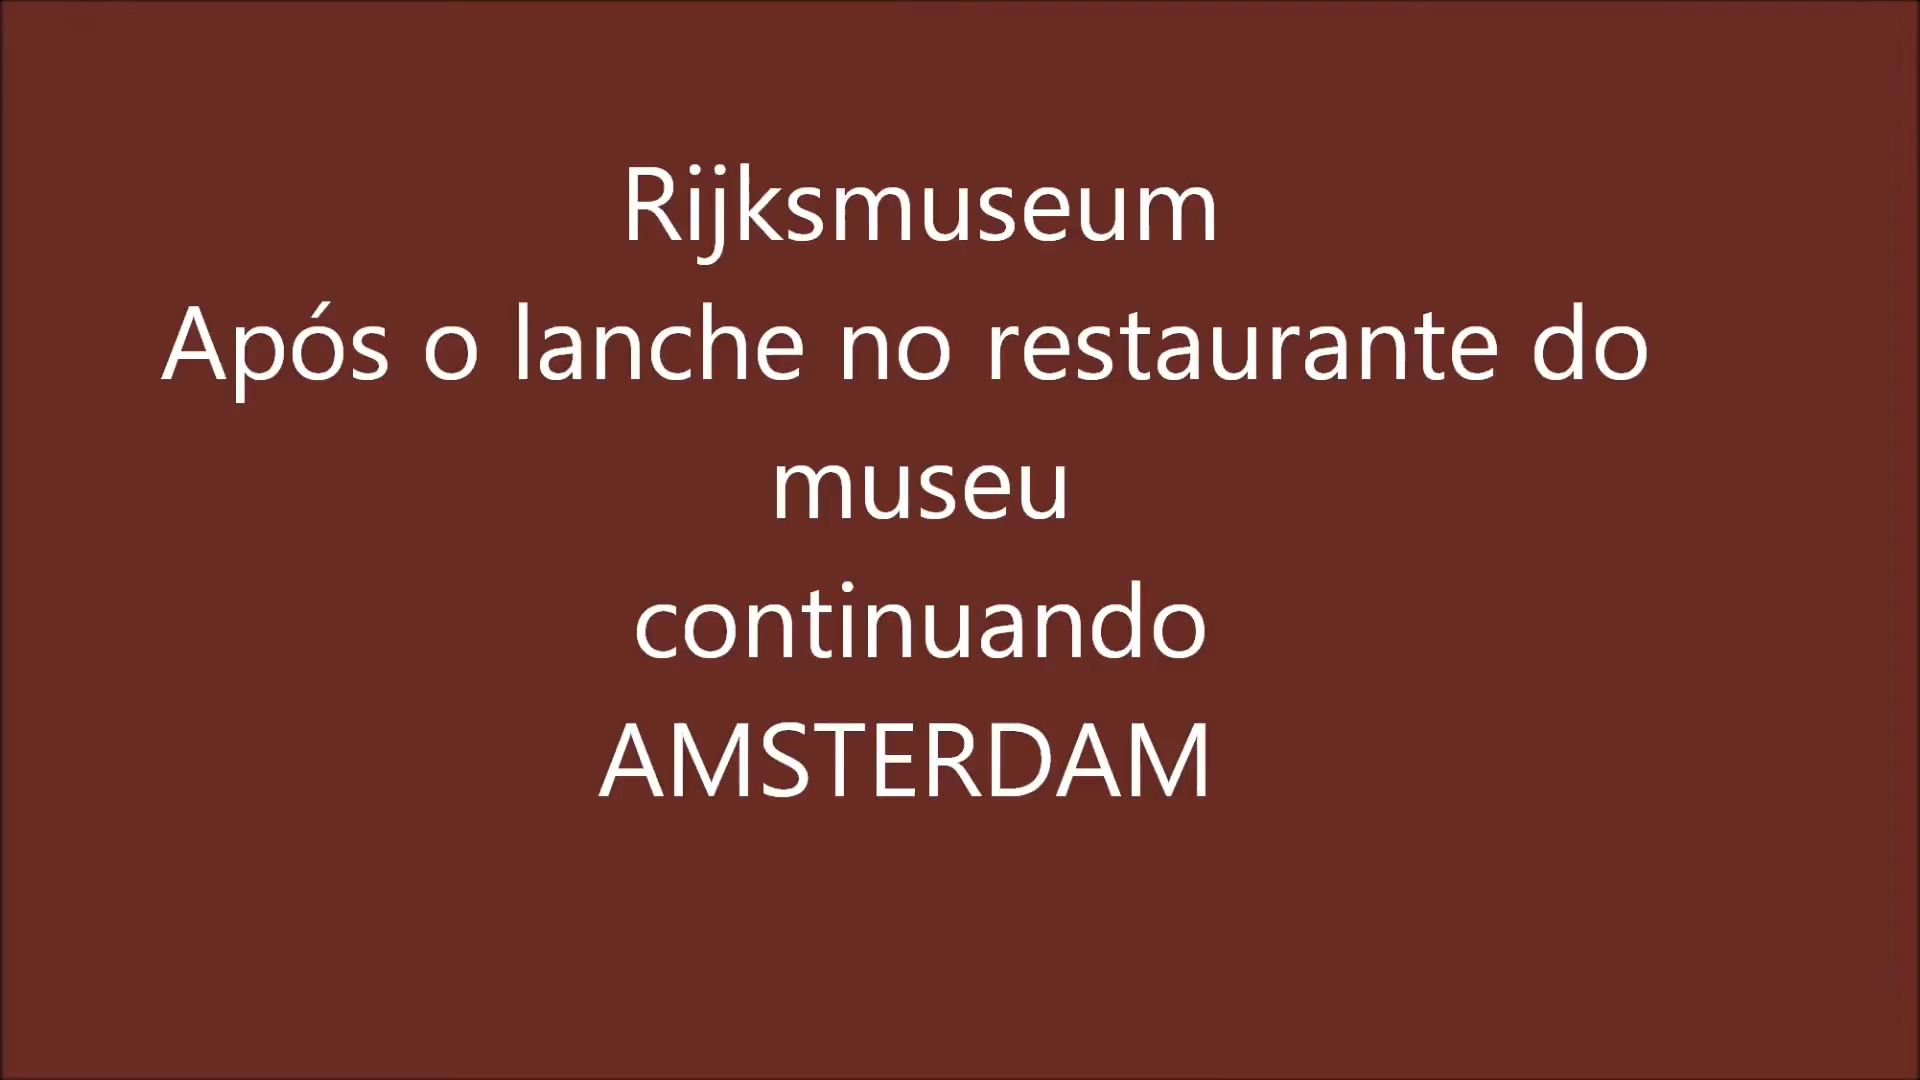 Rijksmuseum
Após o lanche no restaurante do
museu
continuando
AMSTERDAM